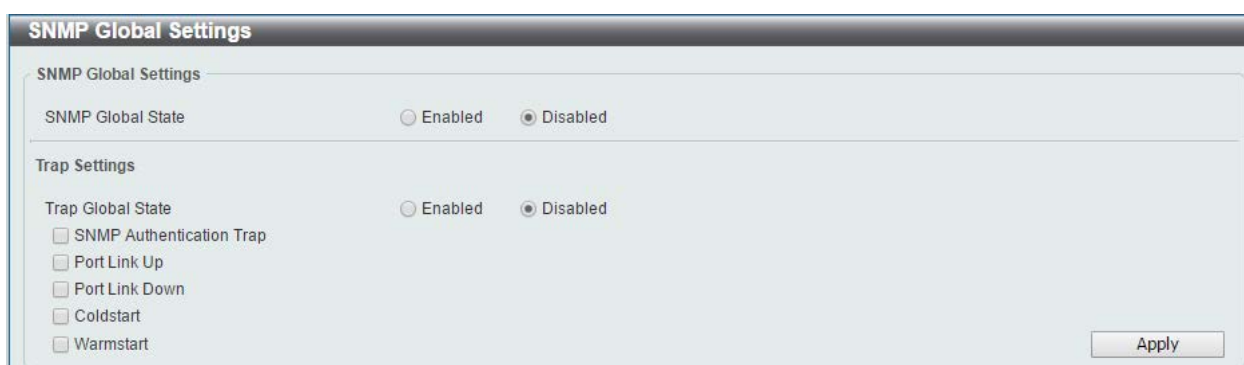 SNMP Global Settings
SNMP Global Settings
SNMP Global State Enabled Disabled
Trap Settings
Trap Global State Enabled Disabled
SNMP Authentication Trap
Port Link Up
Port Link Down
Coldstart
Warmstart
Apply